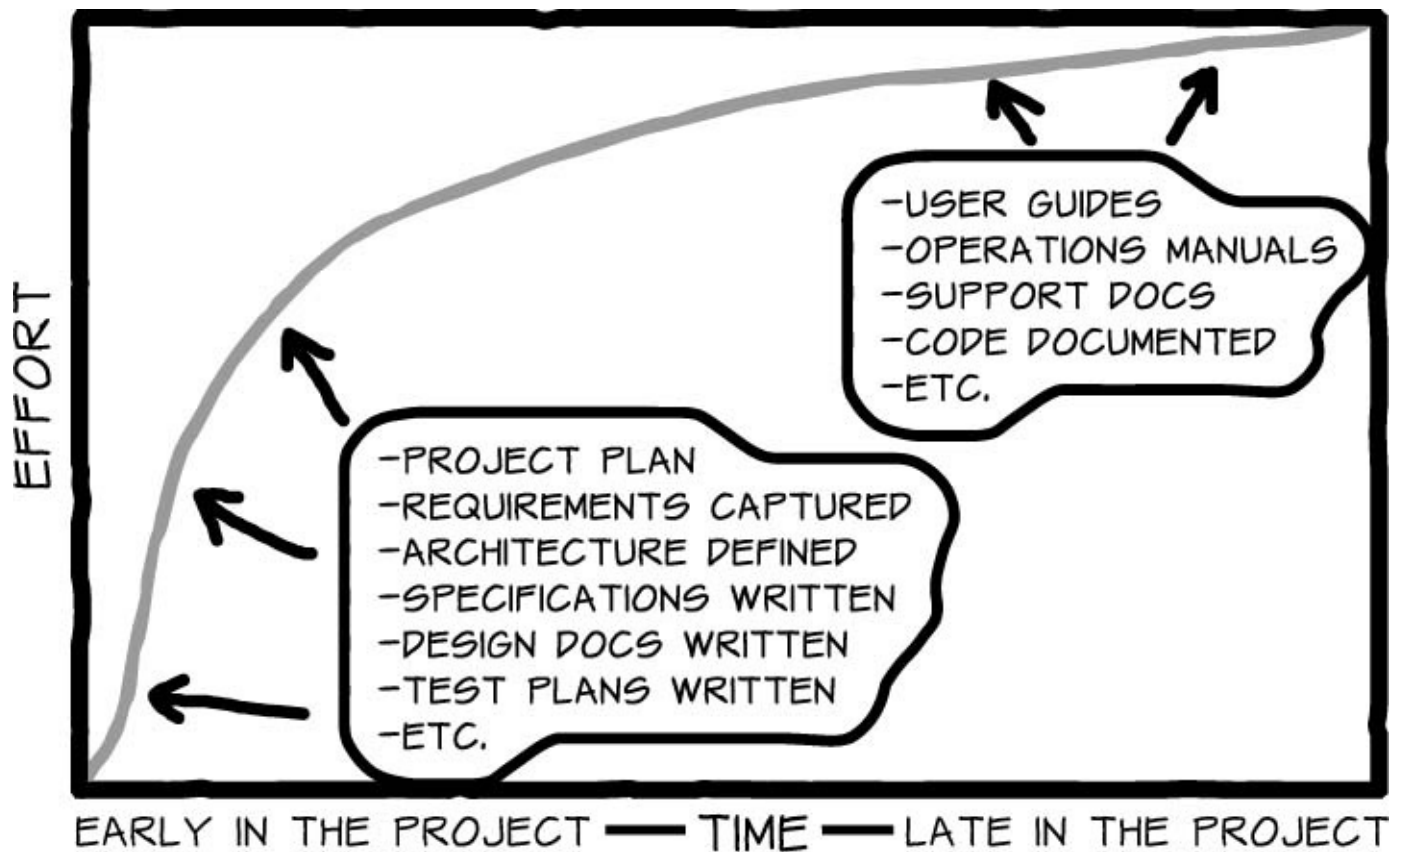 -USER GUIDES
-OPERATIONS MANUALS
-SUPPORT DOCS
-CODE DOCUMENTED
-ETC.
EFFORT
-PROJECT PLAN
-REQUIREMENTS CAPTURED
-ARCHITECTURE DEFINED
-SPECIFICATIONS WRITTEN
-DESIGN DOCS WRITTEN
-TEST PLANS WRITTEN
-ETC.
EARLY IN THE PROJECT — TIME — LATE IN THE PROJECT